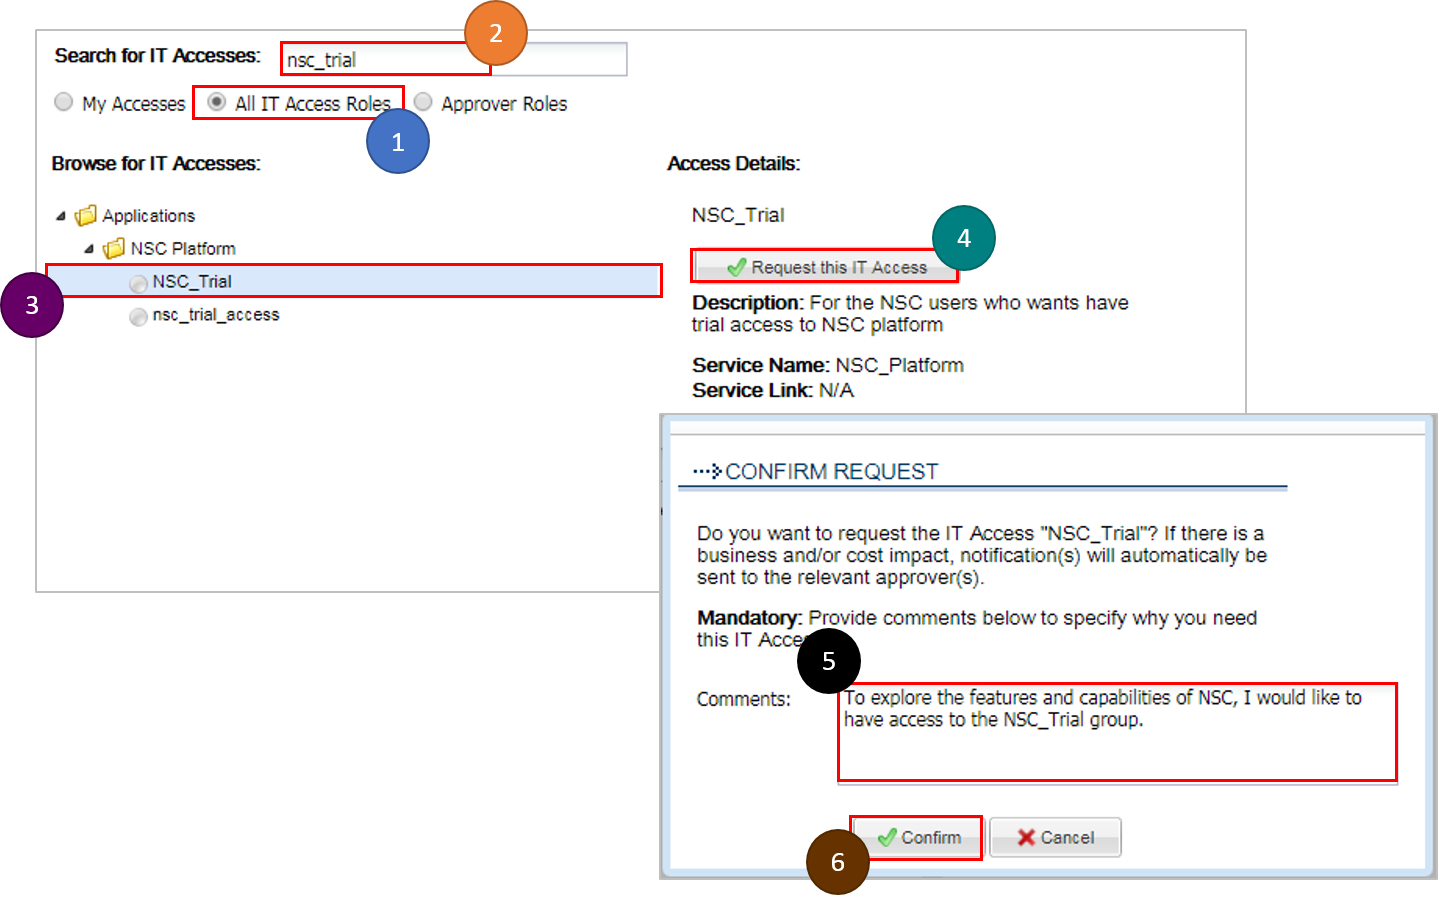 2
Search for IT Accesses: nsc_trial
My Accesses All IT Access Roles Approver Roles
1
Browse for IT Accesses:
Applications
NSC Platform
3
NSC_Trial
nsc_trial_access
Access Details:
NSC_Trial
4
Request this IT Access
Description: For the NSC users who wants have
trial access to NSC platform
Service Name: NSC_Platform
Service Link: N/A
CONFIRM REQUEST
Do you want to request the IT Access "NSC_Trial"? If there is a
business and/or cost impact, notification(s) will automatically be
sent to the relevant approver(s).
Mandatory: Provide comments below to specify why you need
this IT
5
Comments: To explore the features and capabilities of NSC, I would like to
have access to the NSC_Trial group.
6
Confirm Cancel